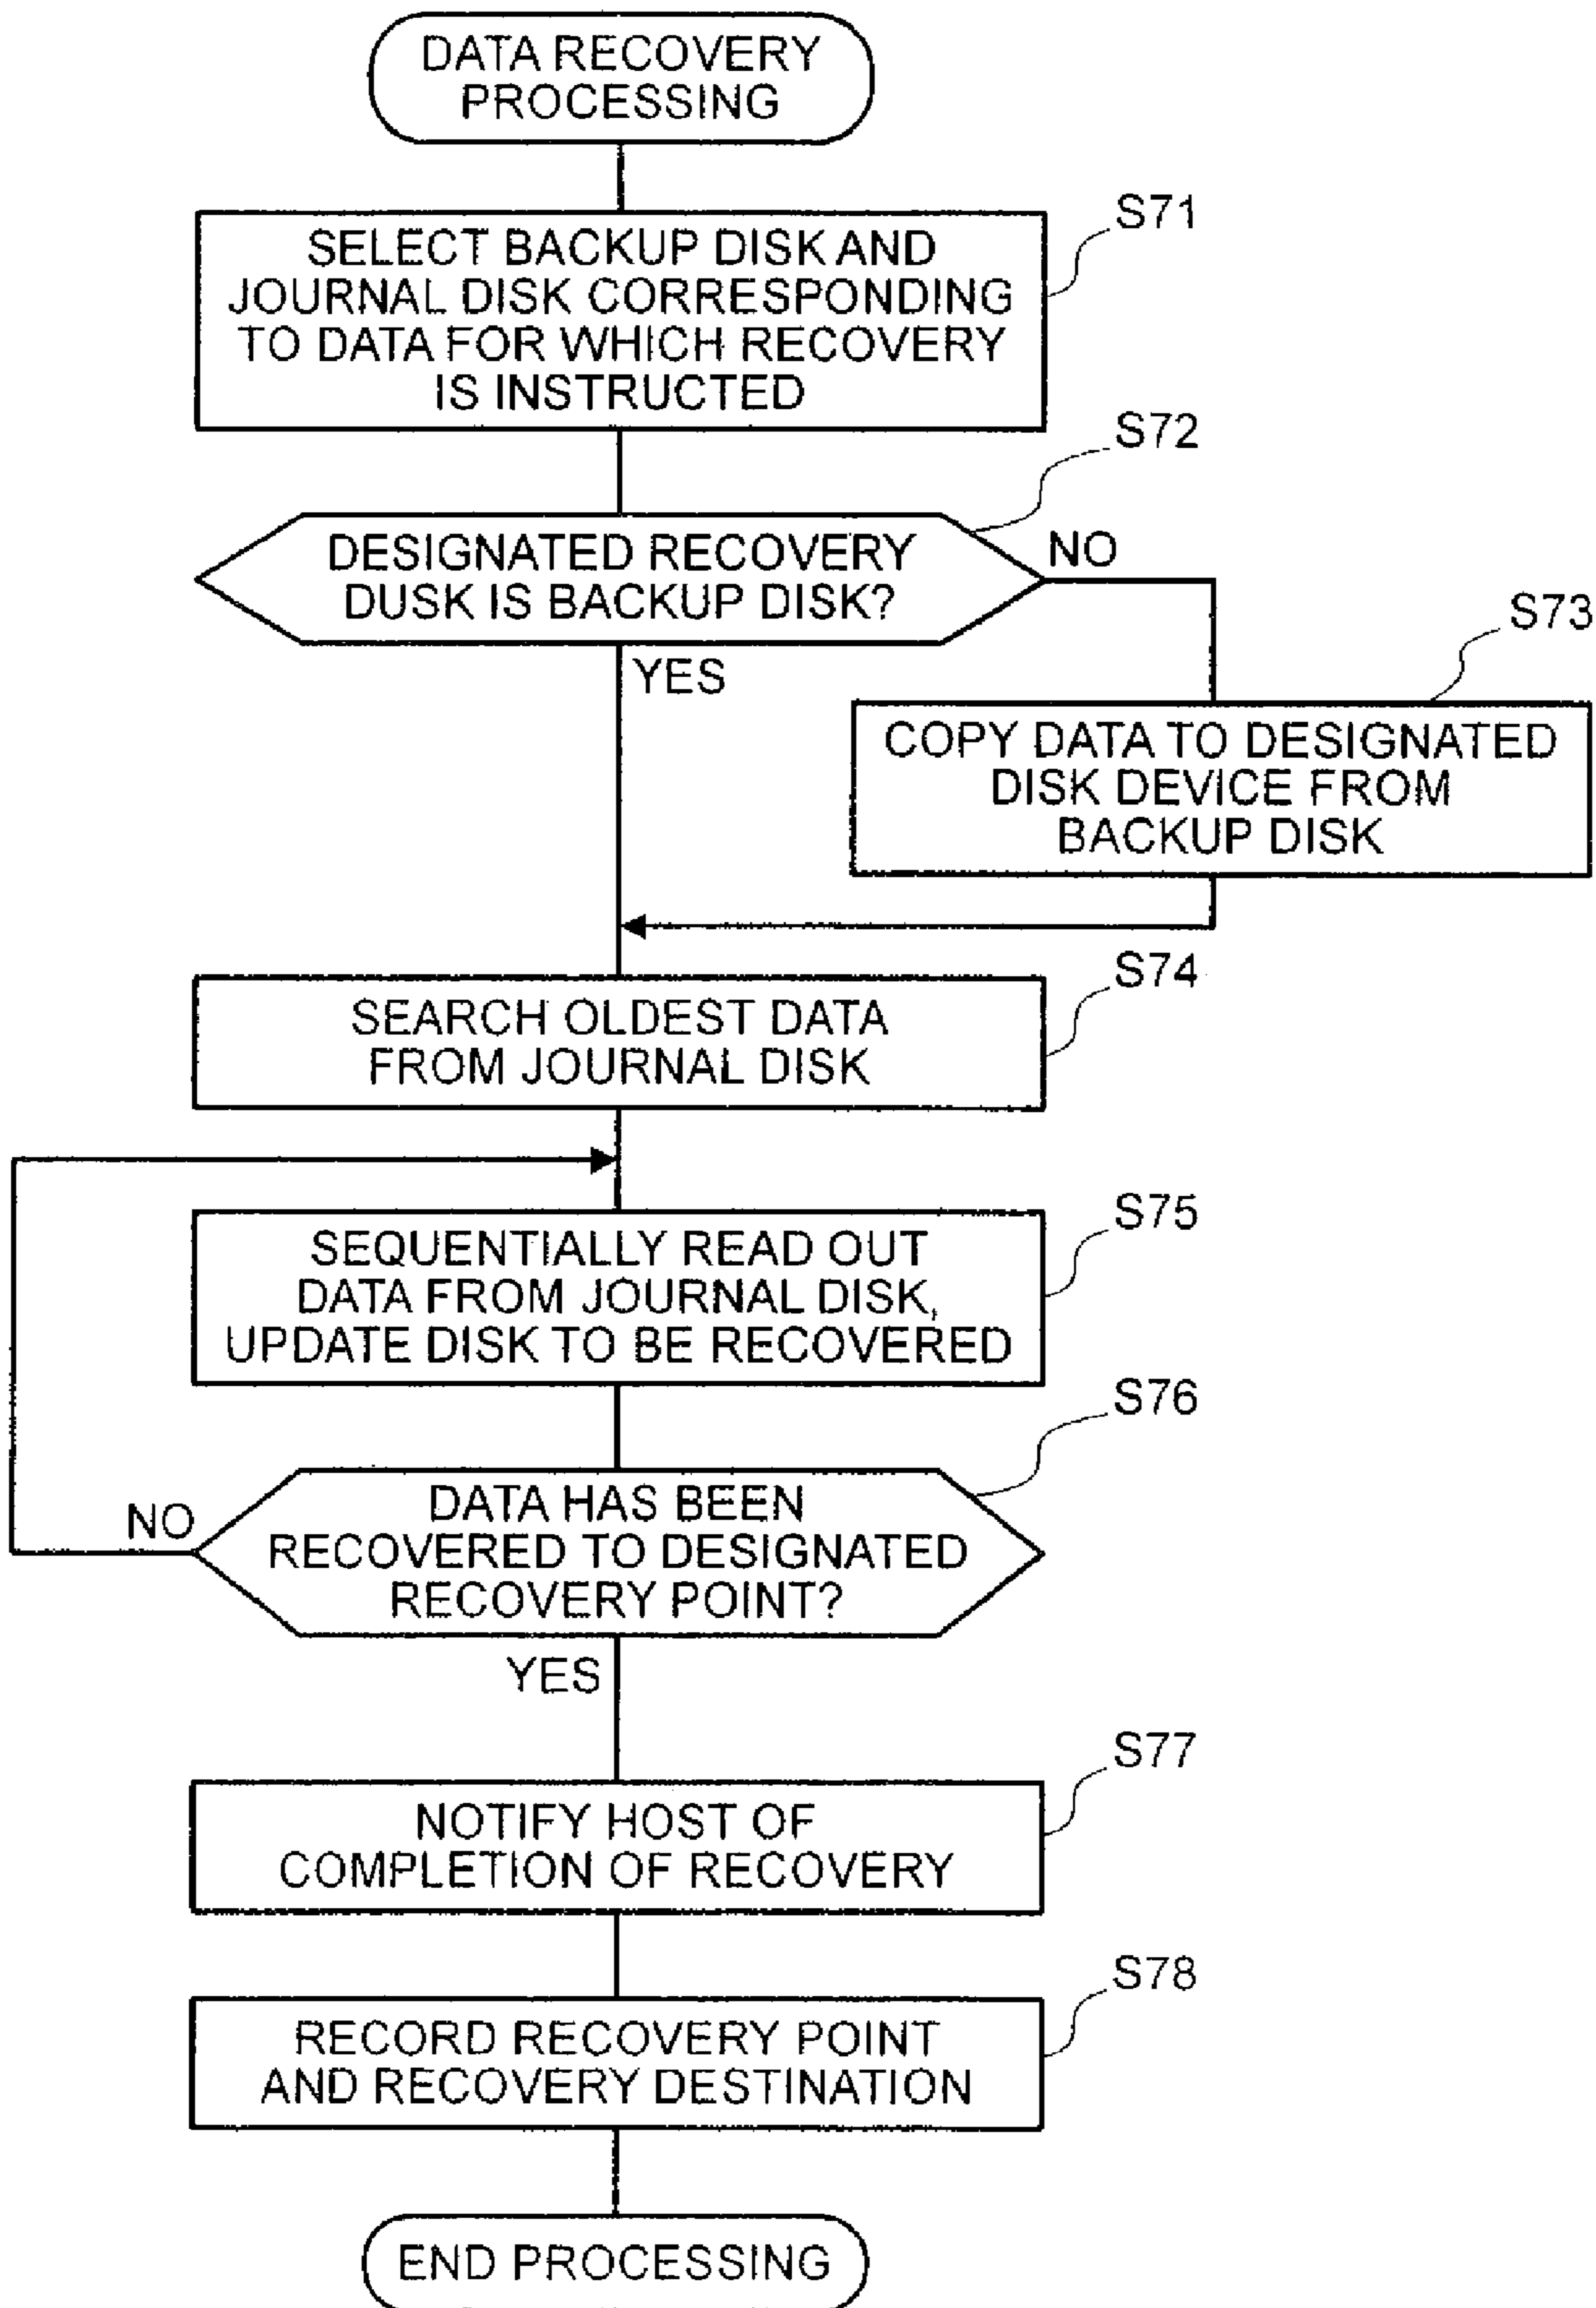 DATA RECOVERY
PROCESSING
S71
SELECT BACKUP DISK AND
JOURNAL DISK CORRESPONDING
TO DATA FOR WHICH RECOVERY
IS INSTRUCTED
S72
DESIGNATED RECOVERY
DUSK IS BACKUP DISK?
NO
YES
S73
COPY DATA TO DESIGNATED
DISK DEVICE FROM
BACKUP DISK
S74
SEARCH OLDEST DATA
FROM JOURNAL DISK
S75
SEQUENTIALLY READ OUT
DATA FROM JOURNAL DISK,
UPDATE DISK TO BE RECOVERED
S76
DATA HAS BEEN
RECOVERED TO DESIGNATED
RECOVERY POINT?
NO
YES
S77
NOTIFY HOST OF
COMPLETION OF RECOVERY
S78
RECORD RECOVERY POINT
AND RECOVERY DESTINATION
END PROCESSING